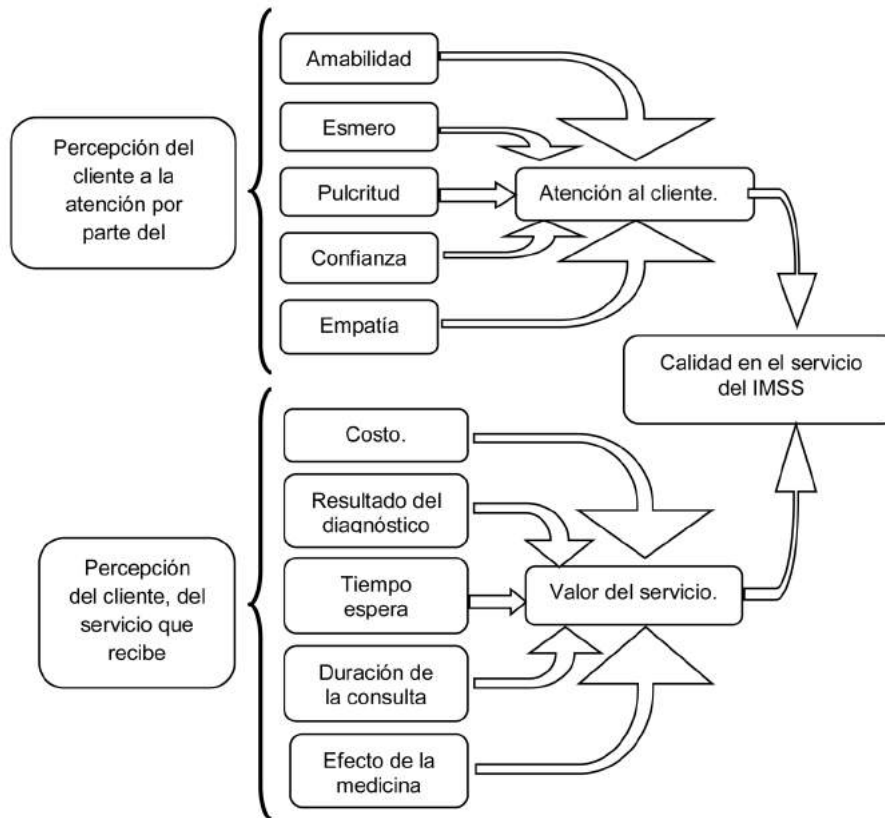 Percepción del
cliente a la
atención por
parte del
Amabilidad
Esmero
Pulcritud
Confianza
Empatía
Atención al cliente.
Calidad en el servicio
del IMSS
Percepción
del cliente, del
servicio que
recibe
Costo.
Resultado del
diagnóstico
Tiempo
espera
Duración de
la consulta
Efecto de la
medicina
Valor del servicio.